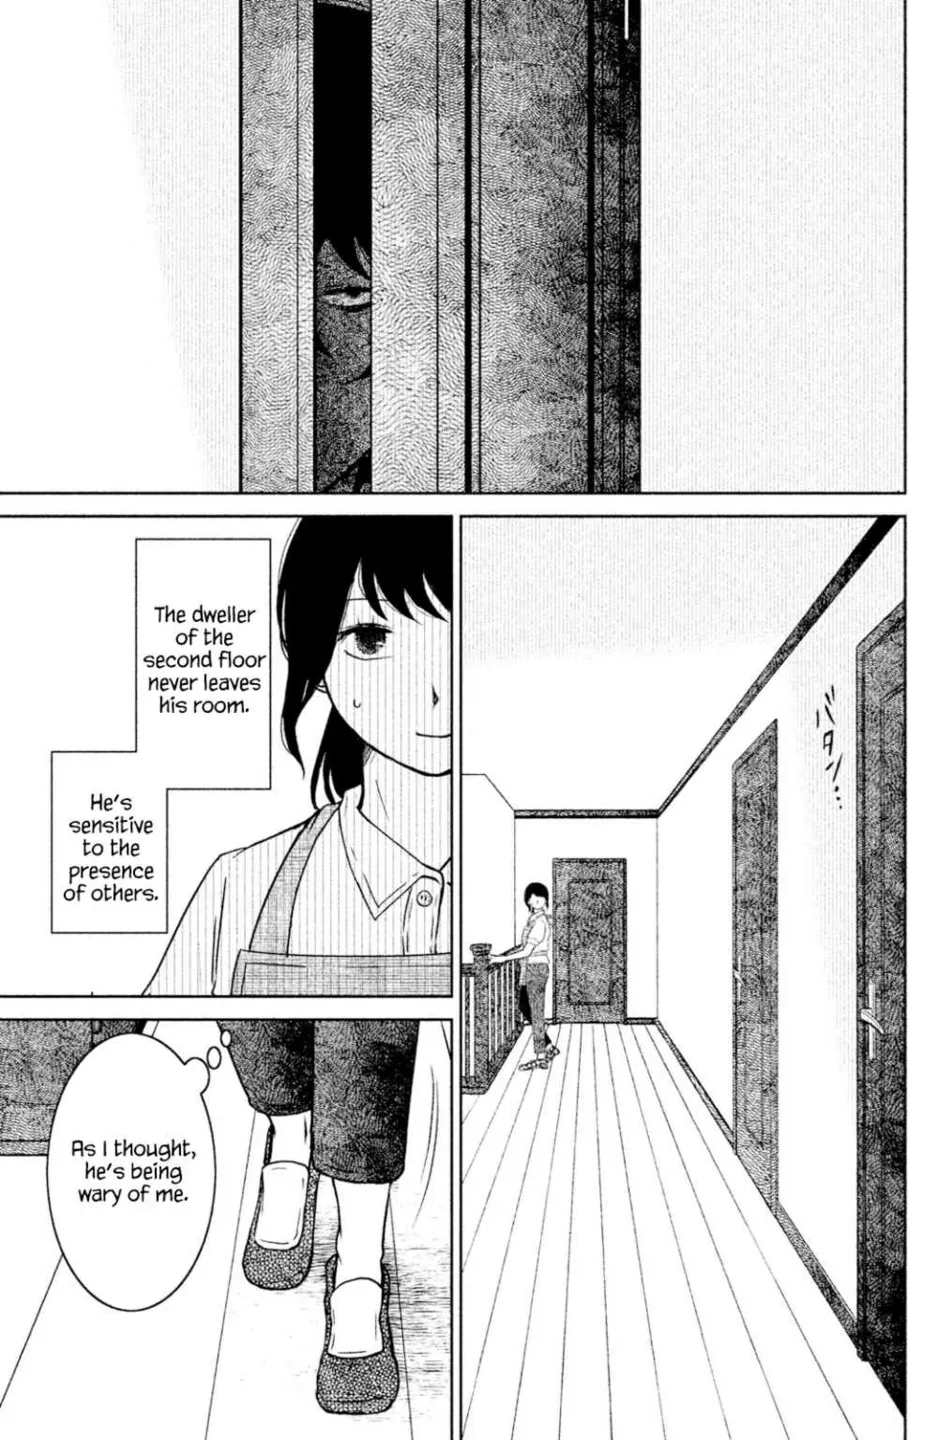 バタン…
The dweller
of the
second floor
never leaves
his room.
He's
sensitive
to the
presence
of others.
As I thought,
he's being
wary of me.